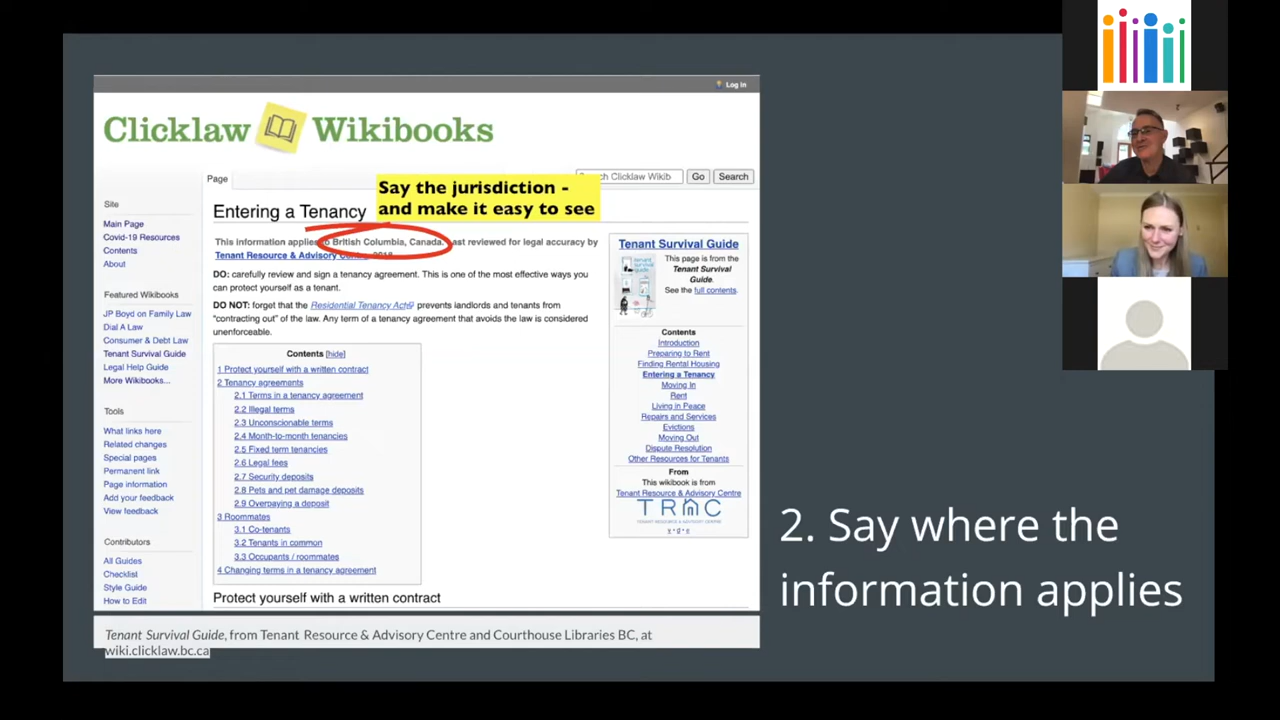 Log in
Clicklaw Wikibooks
Page
Clicklaw Wikib
Go
Search
Say the jurisdiction -
and make it easy to see
Site
Main Page
Covid-19 Resources
Contents
About
Featured Wikibooks
JP Boyd on Family Law
Dial A Law
Consumer & Debt Law
Tenant Survival Guide
Legal Help Guide
More Wikibooks...
Tools
What links here
Related changes
Special pages
Permanent link
Page information
Add your feedback
View feedback
Contributors
All Guides
Checklist
Style Guide
How to Edit
Entering a Tenancy
This information applies to British Columbia, Canada. Last reviewed for legal accuracy by
Tenant Resource & Advisory Centre, 2018.
DO: carefully review and sign a tenancy agreement. This is one of the most effective ways you
can protect yourself as a tenant.
DO NOT: forget that the Residential Tenancy Act prevents landlords and tenants from
"contracting out" of the law. Any term of a tenancy agreement that avoids the law is considered
unenforceable.
Contents [hide]
1 Protect yourself with a written contract
2 Tenancy agreements
2.1 Terms in a tenancy agreement
2.2 Illegal terms
2.3 Unconscionable terms
2.4 Month-to-month tenancies
2.5 Fixed term tenancies
2.6 Legal fees
2.7 Security deposits
2.8 Pets and pet damage deposits
2.9 Overpaying a deposit
3 Roommates
3.1 Co-tenants
3.2 Tenants in common
3.3 Occupants / roommates
4 Changing terms in a tenancy agreement
Protect yourself with a written contract
Tenant Survival Guide
This page is from the
Tenant Survival
Guide.
See the full contents.
Contents
Introduction
Preparing to Rent
Finding Rental Housing
Entering a Tenancy
Moving In
Rent
Living in Peace
Repairs and Services
Evictions
Moving Out
Dispute Resolution
Other Resources for Tenants
From
This wikibook is from
Tenant Resource & Advisory Centre
TRAC
TENANT RESOURCE & ADVISORY CENTRE
v · d · e
2. Say where the
information applies
Tenant Survival Guide, from Tenant Resource & Advisory Centre and Courthouse Libraries BC, at
wiki.clicklaw.bc.ca